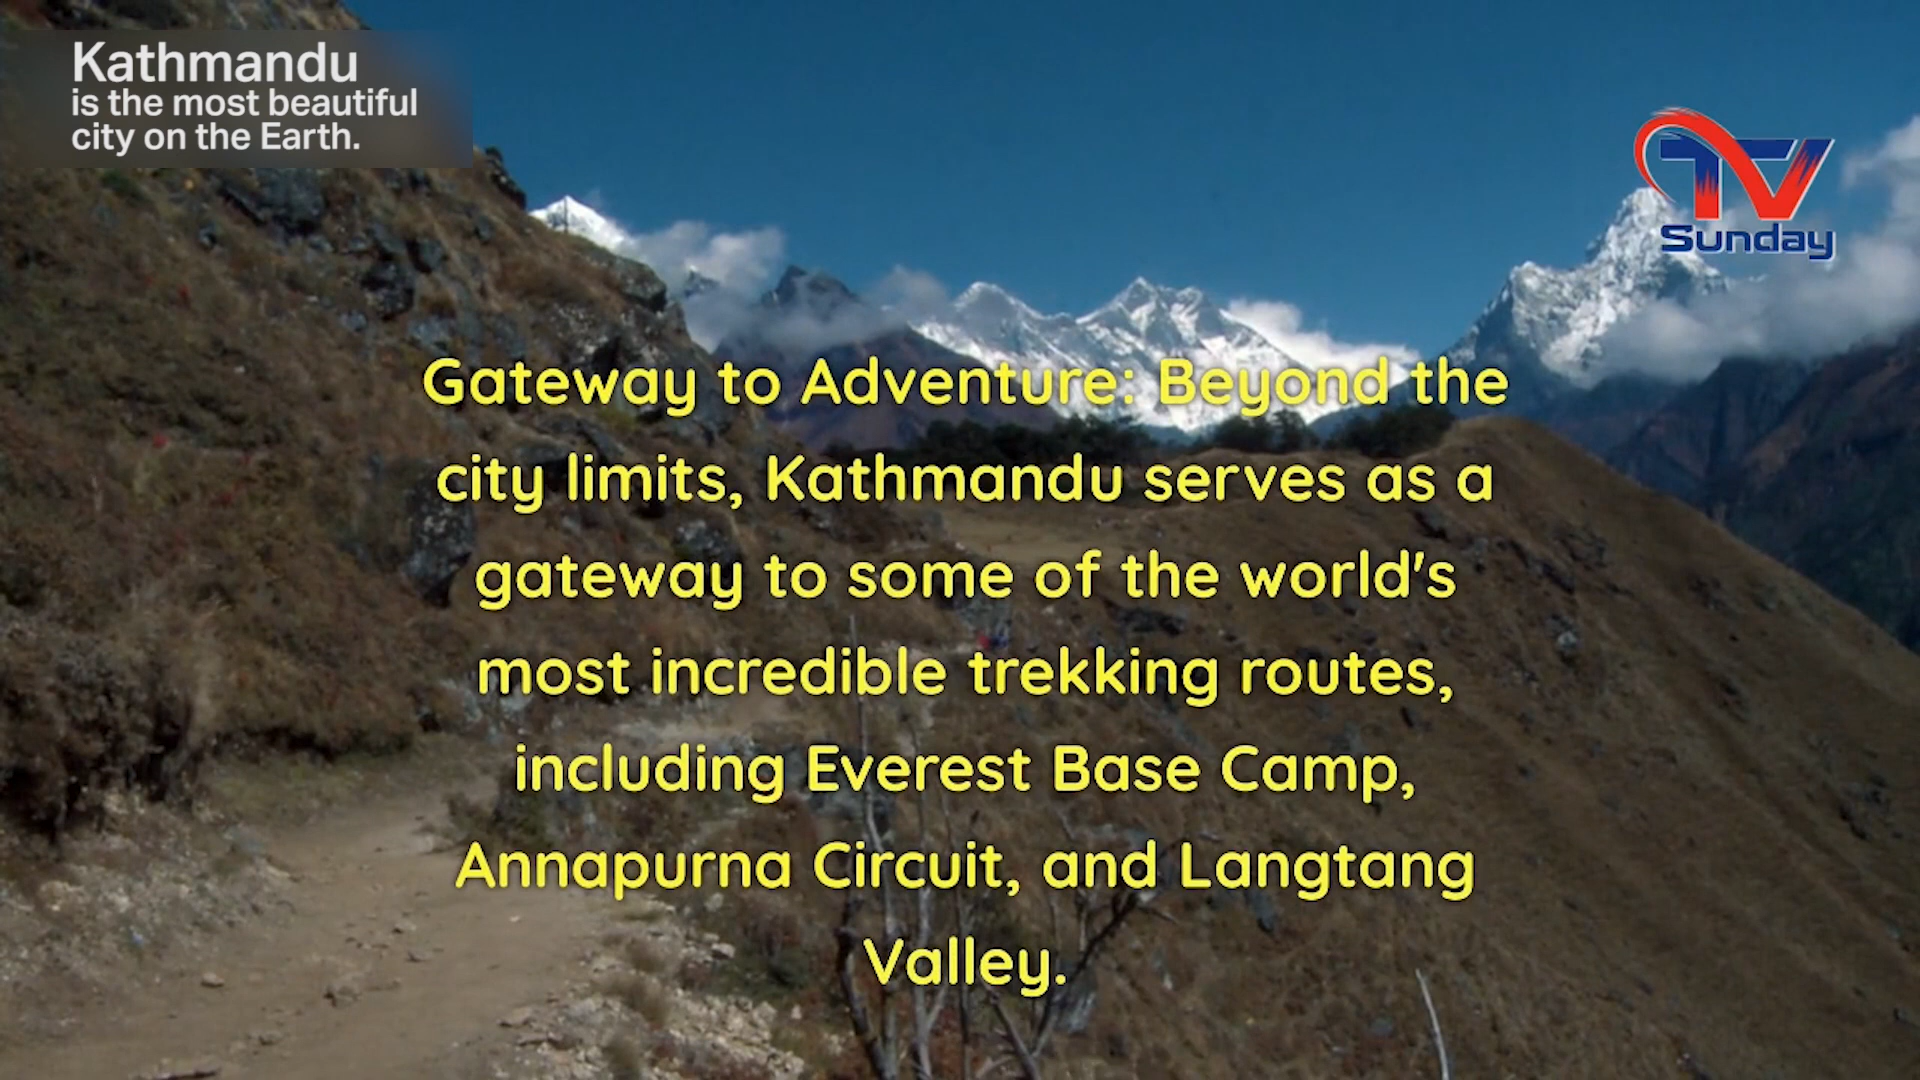 Kathmandu
is the most beautiful
city on the Earth.
TV
Sunday
Gateway to Adventure: Beyond the
city limits, Kathmandu serves as a
gateway to some of the world's
most incredible trekking routes,
including Everest Base Camp,
Annapurna Circuit, and Langtang
Valley.